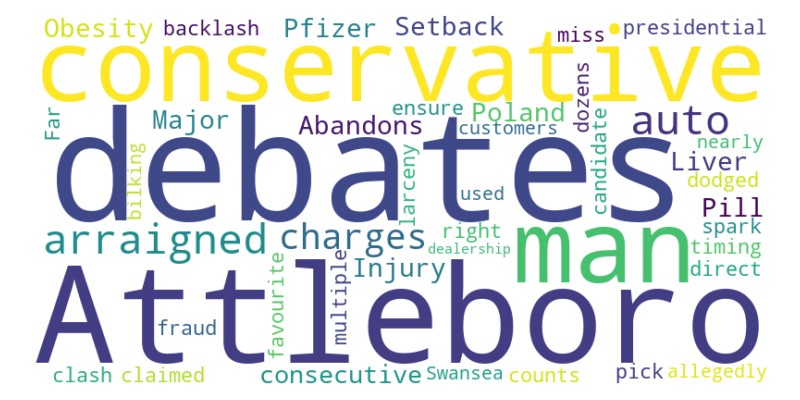 Obesity backlash Pfizer Setback miss presidential
conservative
Far Major ensure Poland dozens auto
Abandons customers candidate nearly
debates
bilking larceny used Liver dodged
Pill
arraigned charges right man spark
dealership timing
favourite multiple Injury direct
Attleboro
fraud
clash claimed consecutive Swansea counts pick allegedly